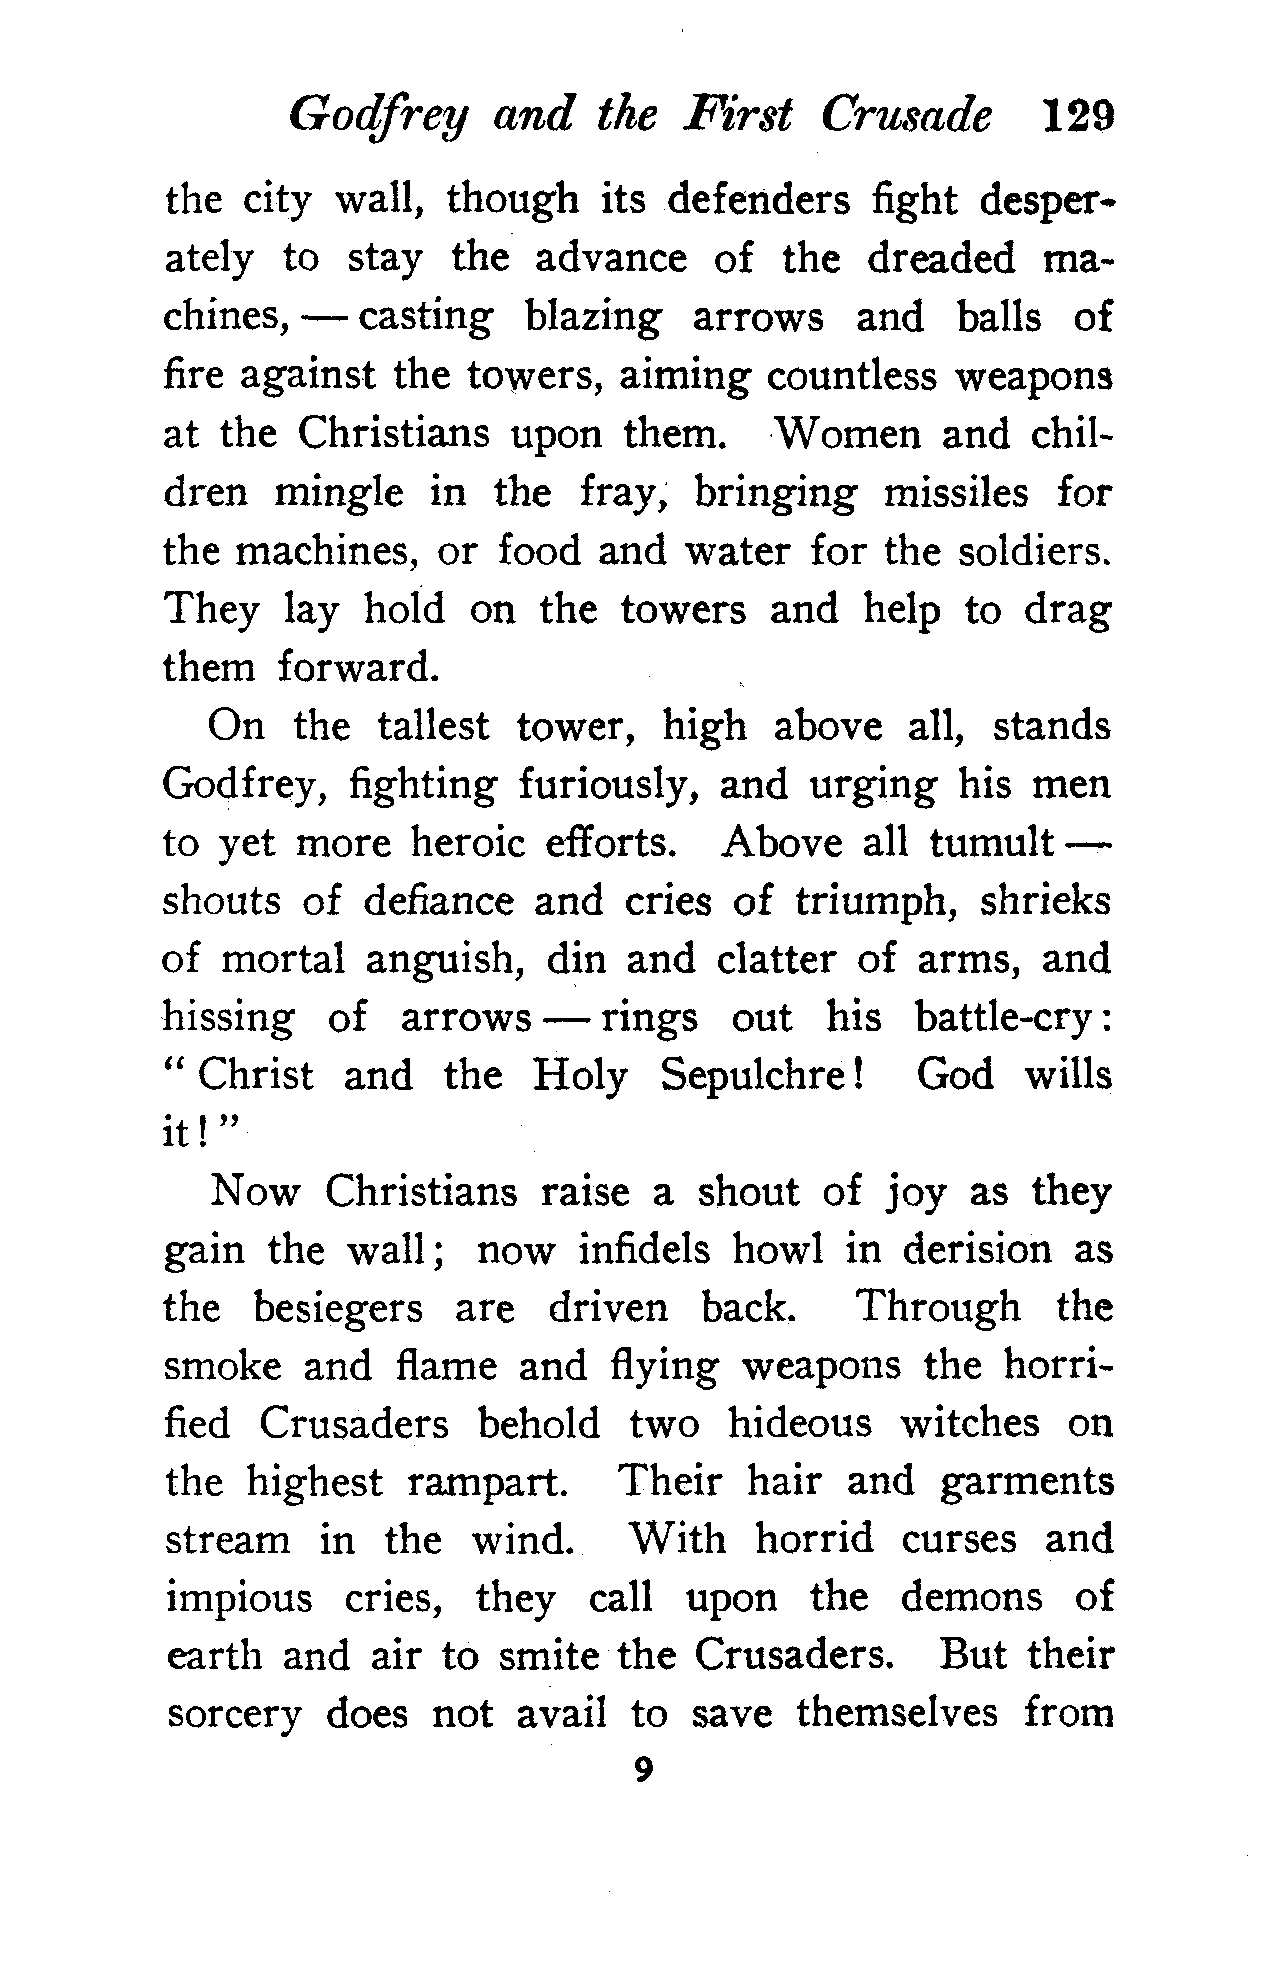 Godfrey and the First Crusade 129
the city wall, though its defenders fight desper-
ately to stay the advance of the dreaded ma-
chines, — casting blazing arrows and balls of
fire against the towers, aiming countless weapons
at the Christians upon them. Women and chil-
dren mingle in the fray, bringing missiles for
the machines, or food and water for the soldiers.
They lay hold on the towers and help to drag
them forward.
On the tallest tower, high above all, stands
Godfrey, fighting furiously, and urging his men
to yet more heroic efforts. Above all tumult —
shouts of defiance and cries of triumph, shrieks
of mortal anguish, din and clatter of arms, and
hissing of arrows — rings out his battle-cry :
“ Christ and the Holy Sepulchre ! God wills
it ! ”
Now Christians raise a shout of joy as they
gain the wall ; now infidels howl in derision as
the besiegers are driven back. Through the
smoke and flame and flying weapons the horri-
fied Crusaders behold two hideous witches on
the highest rampart. Their hair and garments
stream in the wind. With horrid curses and
impious cries, they call upon the demons of
earth and air to smite the Crusaders. But their
sorcery does not avail to save themselves from
9